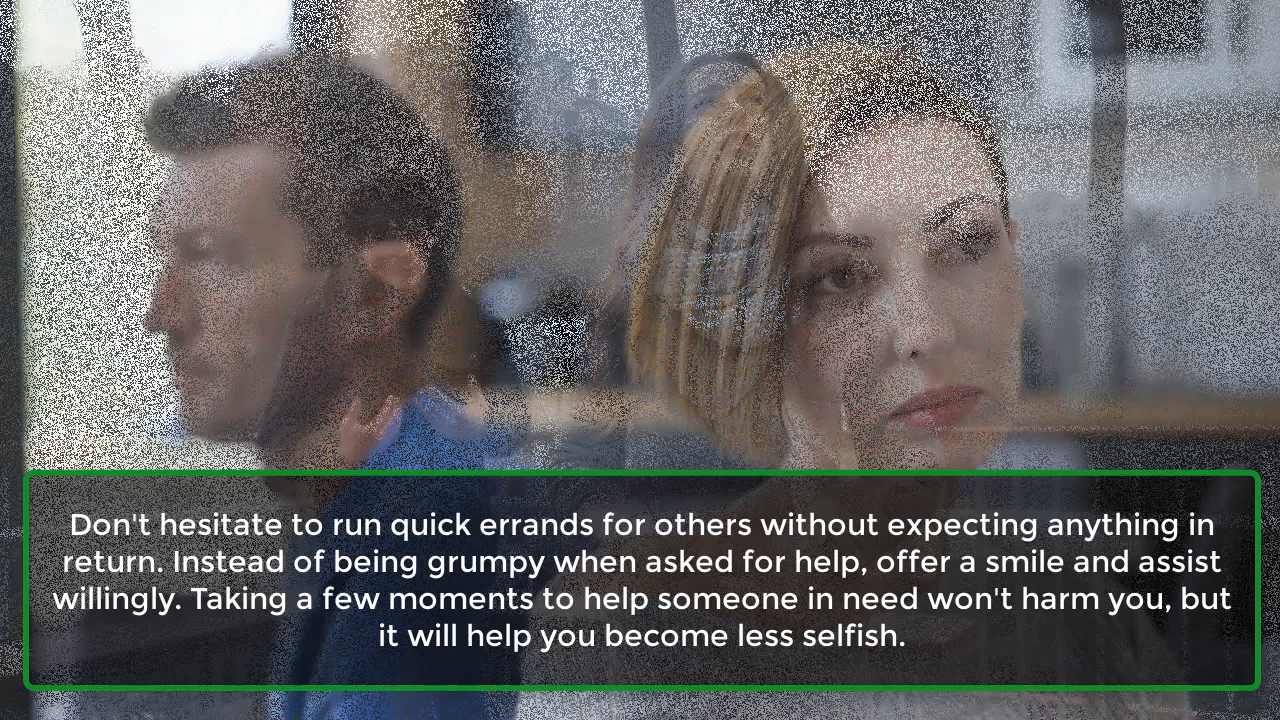 Don't hesitate to run quick errands for others without expecting anything in
return. Instead of being grumpy when asked for help, offer a smile and assist
willingly. Taking a few moments to help someone in need won't harm you, but
it will help you become less selfish.